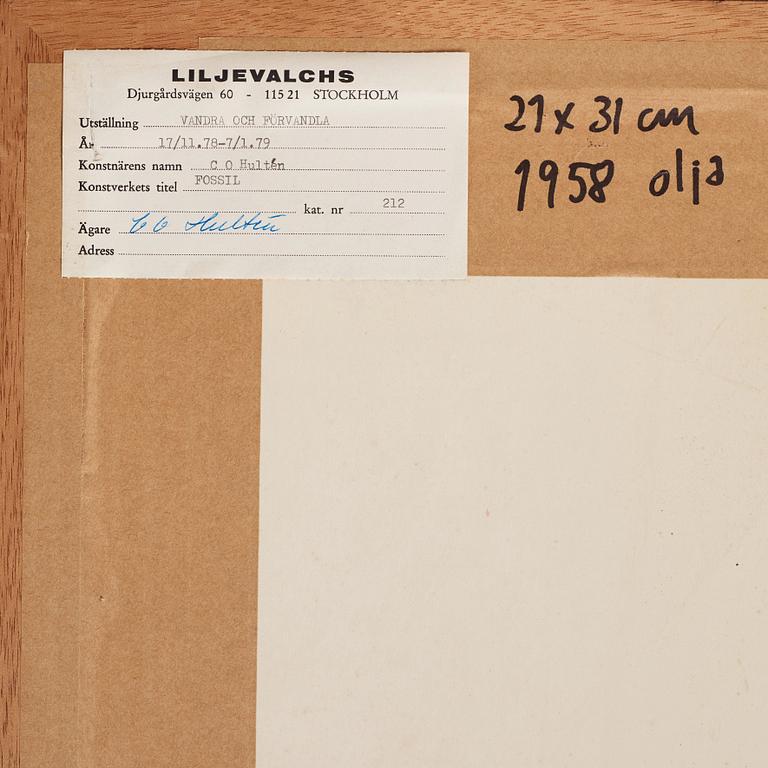 LILJEVALCHS
Djurgårdsvägen 60 - 115 21 STOCKHOLM
Utställning VANDRA OCH FÖRVANDLA
År 17/11.78-7/1.79
Konstnärens namn C O Hultén
Konstverkets titel FOSSIL
kat. nr 212
Ägare C O Hultén
Adress
21 x 31 cm
1958 olja